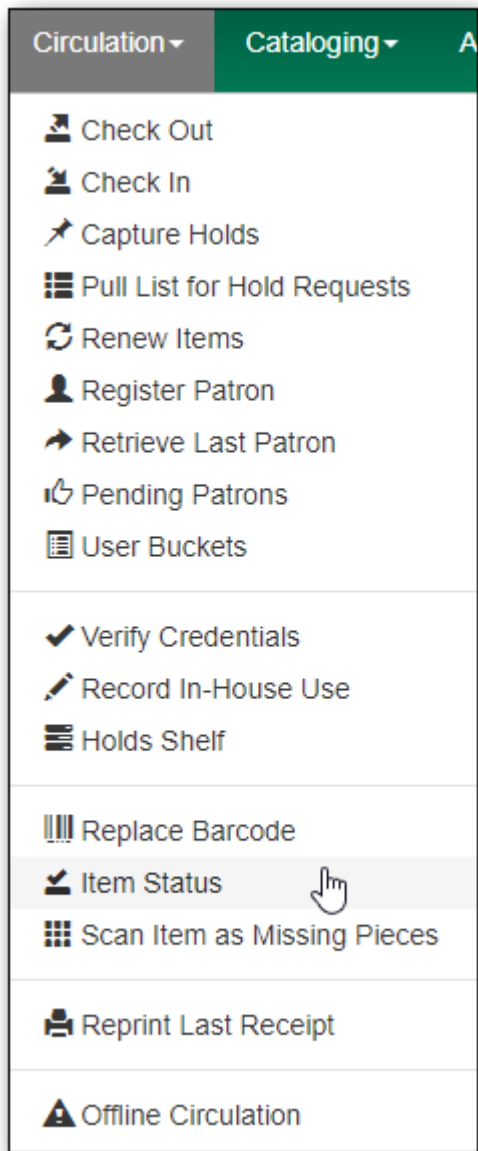 Circulation Cataloging A
Check Out
Check In
Capture Holds
Pull List for Hold Requests
Renew Items
Register Patron
Retrieve Last Patron
Pending Patrons
User Buckets
Verify Credentials
Record In-House Use
Holds Shelf
Replace Barcode
Item Status
Scan Item as Missing Pieces
Reprint Last Receipt
Offline Circulation